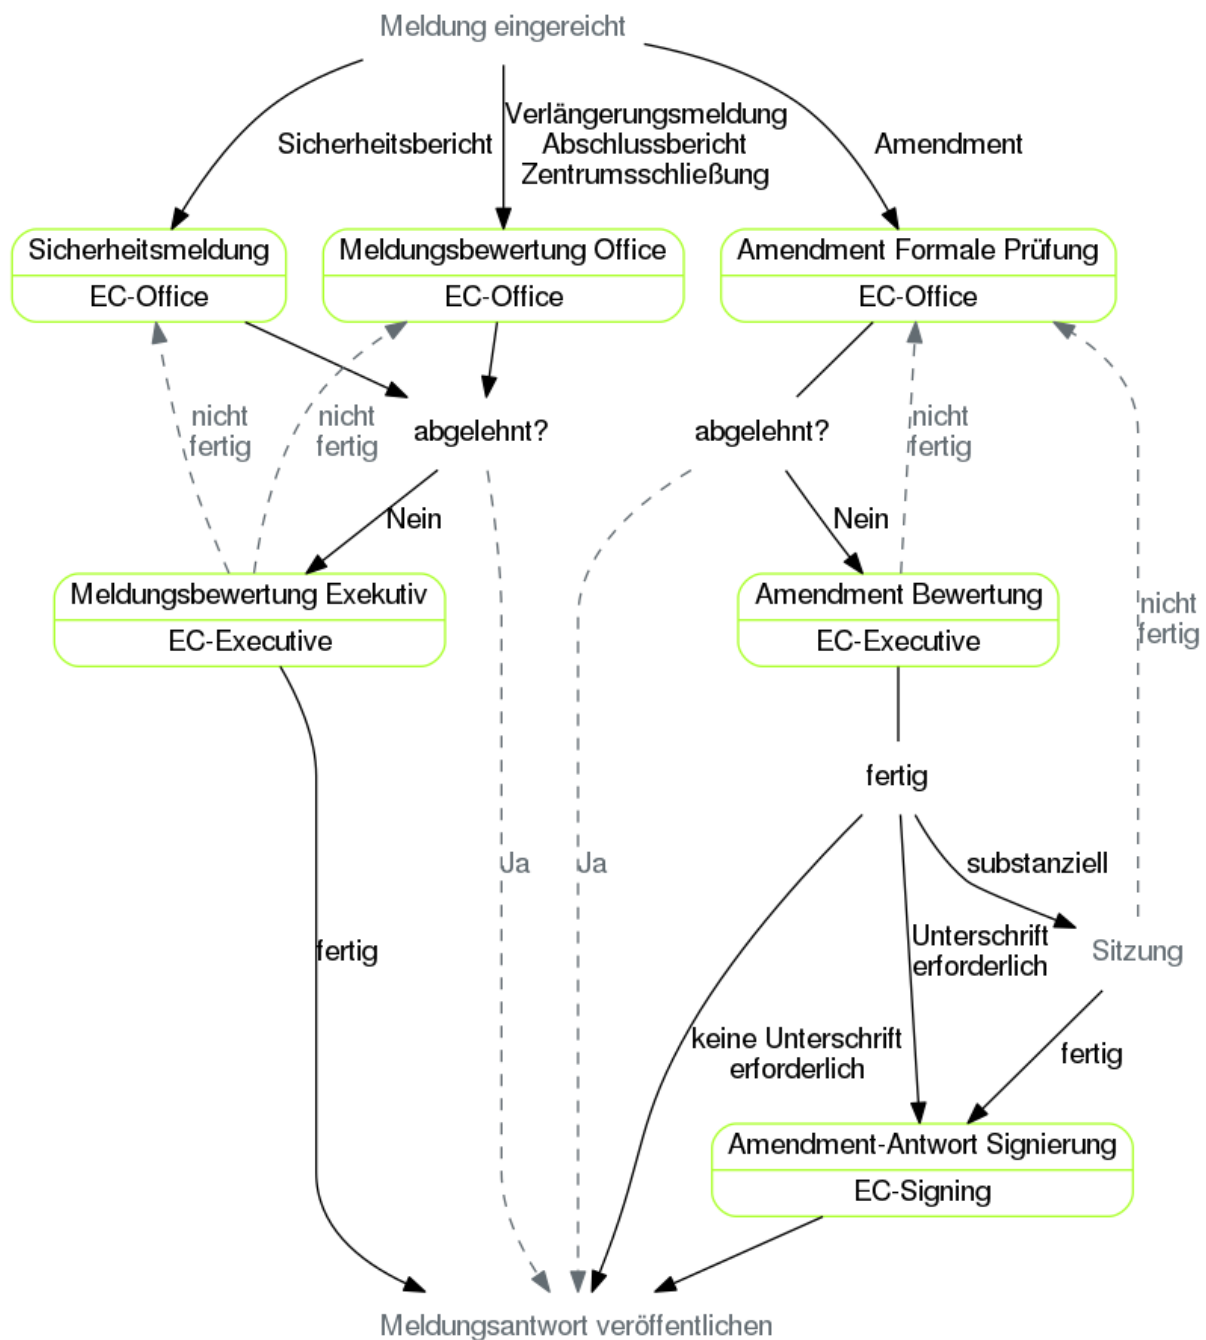 Meldung eingereicht
Sicherheitsbericht
Verlängerungsmeldung
Abschlussbericht
Zentrumsschließung
Amendment
Sicherheitsmeldung
EC-Office
Meldungsbewertung Office
EC-Office
Amendment Formale Prüfung
EC-Office
nicht
fertig
nicht
fertig
abgelehnt?
abgelehnt?
nicht
fertig
Nein
Nein
Meldungsbewertung Exekutiv
EC-Executive
Amendment Bewertung
EC-Executive
nicht
fertig
fertig
Ja
Ja
substanziell
fertig
Unterschrift
erforderlich
Sitzung
keine Unterschrift
erforderlich
fertig
Amendment-Antwort Signierung
EC-Signing
Meldungsantwort veröffentlichen